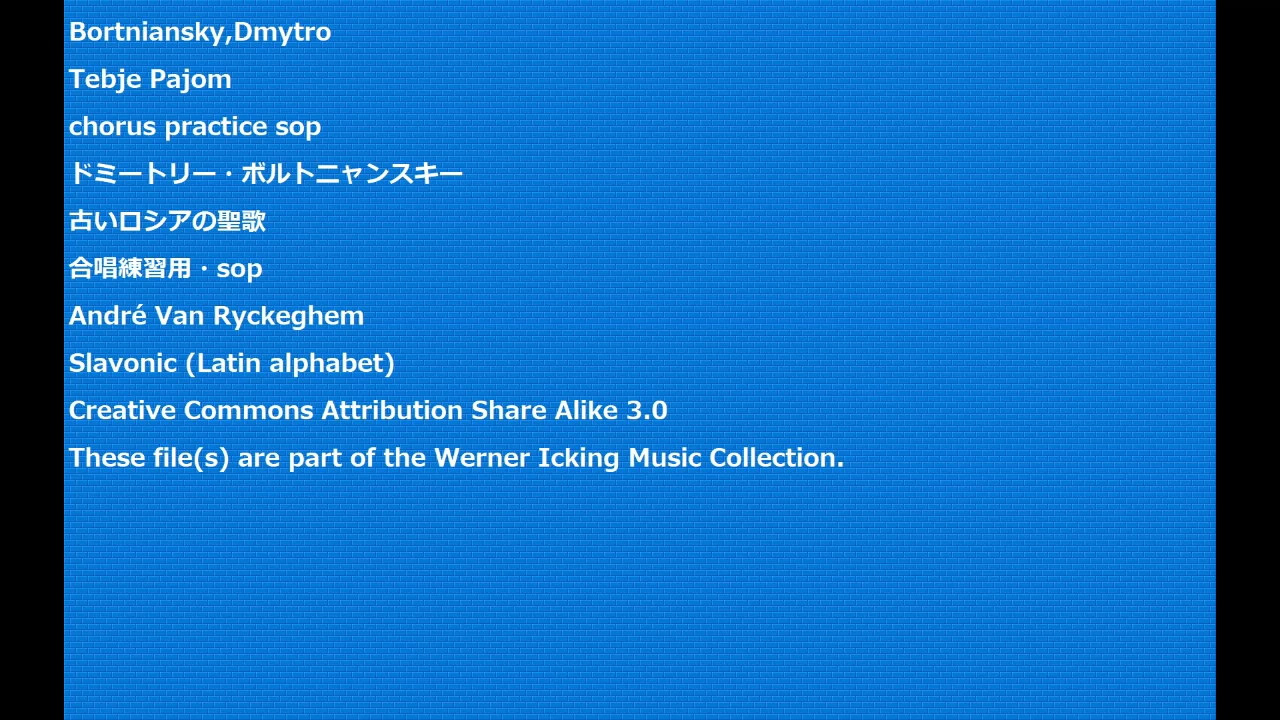 Bortniansky,Dmytro
Tebje Pajom
chorus practice sop
ドミートリー・ボルトニャンスキー
古いロシアの聖歌
合唱練習用・sop
André Van Ryckeghem
Slavonic (Latin alphabet)
Creative Commons Attribution Share Alike 3.0
These file(s) are part of the Werner Icking Music Collection.